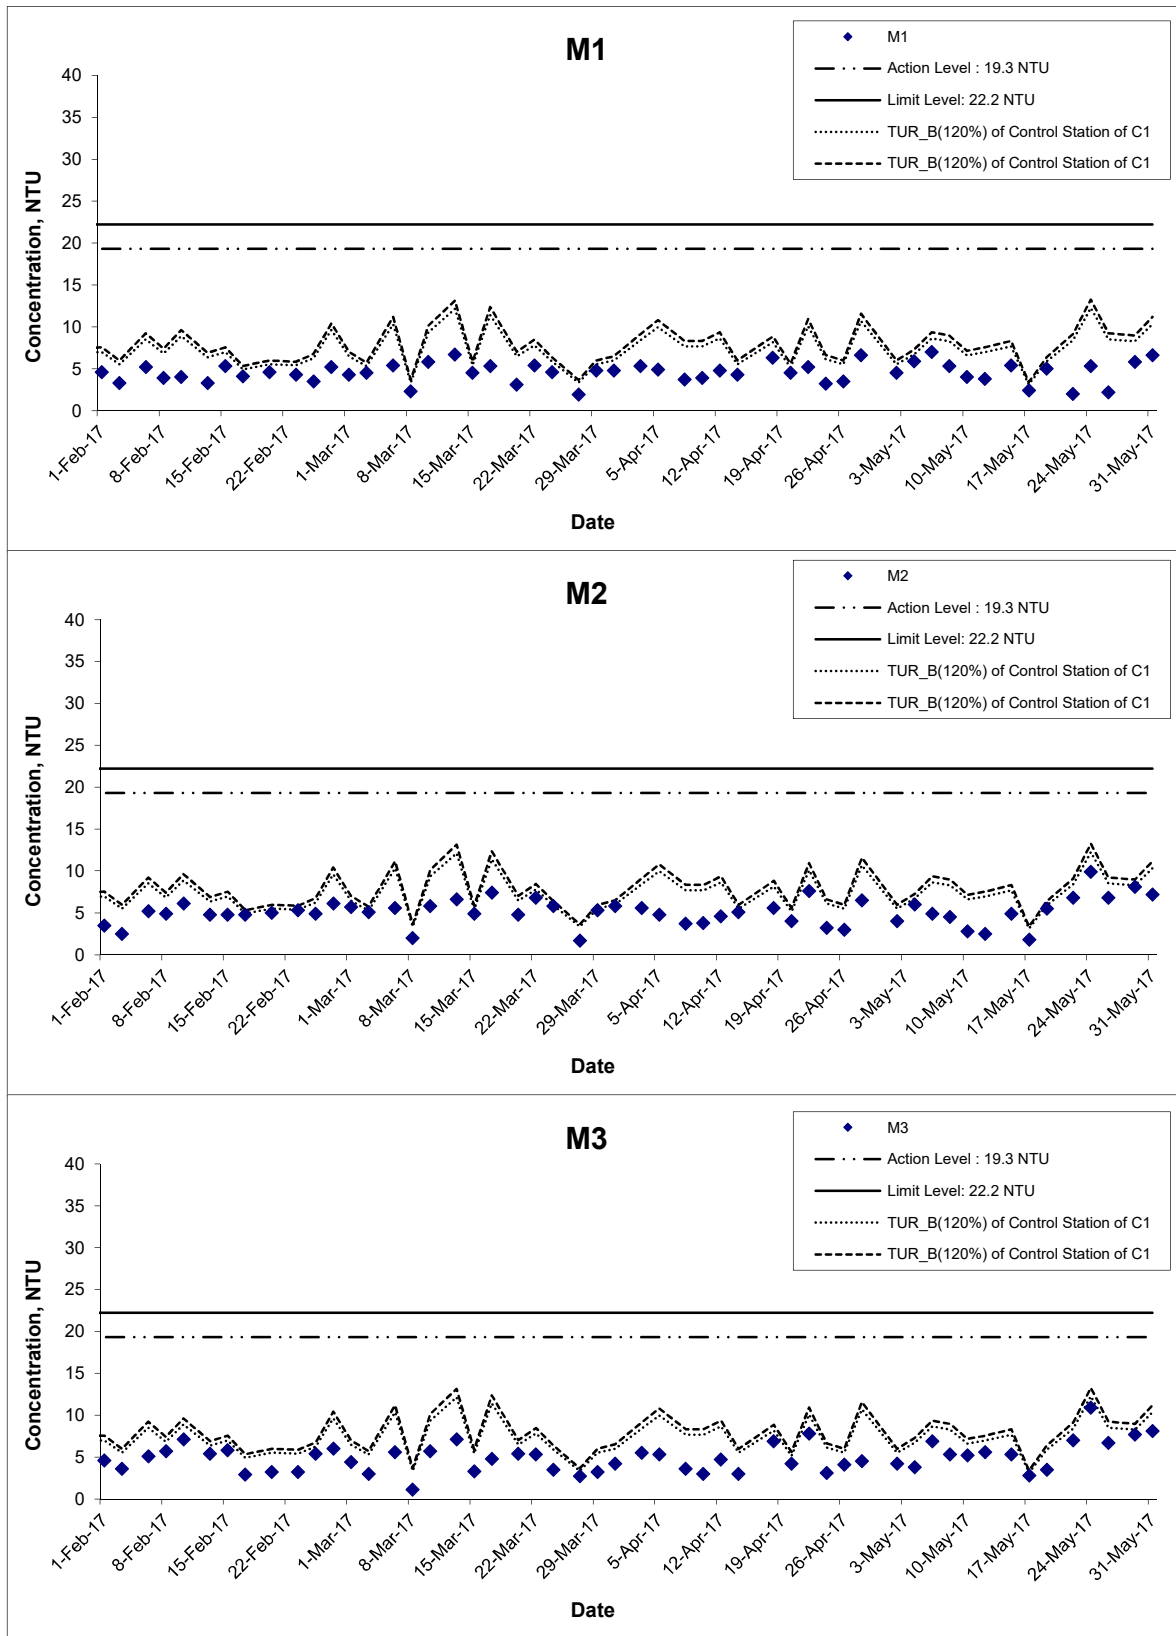 M1
M1
Action Level : 19.3 NTU
Limit Level: 22.2 NTU
TUR_B(120%) of Control Station of C1
TUR_B(120%) of Control Station of C1
Concentration, NTU
40
35
30
25
20
15
10
5
0
1-Feb-17
8-Feb-17
15-Feb-17
22-Feb-17
1-Mar-17
8-Mar-17
15-Mar-17
22-Mar-17
29-Mar-17
5-Apr-17
12-Apr-17
19-Apr-17
26-Apr-17
3-May-17
10-May-17
17-May-17
24-May-17
31-May-17
Date
M2
M2
Action Level : 19.3 NTU
Limit Level: 22.2 NTU
TUR_B(120%) of Control Station of C1
TUR_B(120%) of Control Station of C1
Concentration, NTU
40
35
30
25
20
15
10
5
0
1-Feb-17
8-Feb-17
15-Feb-17
22-Feb-17
1-Mar-17
8-Mar-17
15-Mar-17
22-Mar-17
29-Mar-17
5-Apr-17
12-Apr-17
19-Apr-17
26-Apr-17
3-May-17
10-May-17
17-May-17
24-May-17
31-May-17
Date
M3
M3
Action Level : 19.3 NTU
Limit Level: 22.2 NTU
TUR_B(120%) of Control Station of C1
TUR_B(120%) of Control Station of C1
Concentration, NTU
40
35
30
25
20
15
10
5
0
1-Feb-17
8-Feb-17
15-Feb-17
22-Feb-17
1-Mar-17
8-Mar-17
15-Mar-17
22-Mar-17
29-Mar-17
5-Apr-17
12-Apr-17
19-Apr-17
26-Apr-17
3-May-17
10-May-17
17-May-17
24-May-17
31-May-17
Date